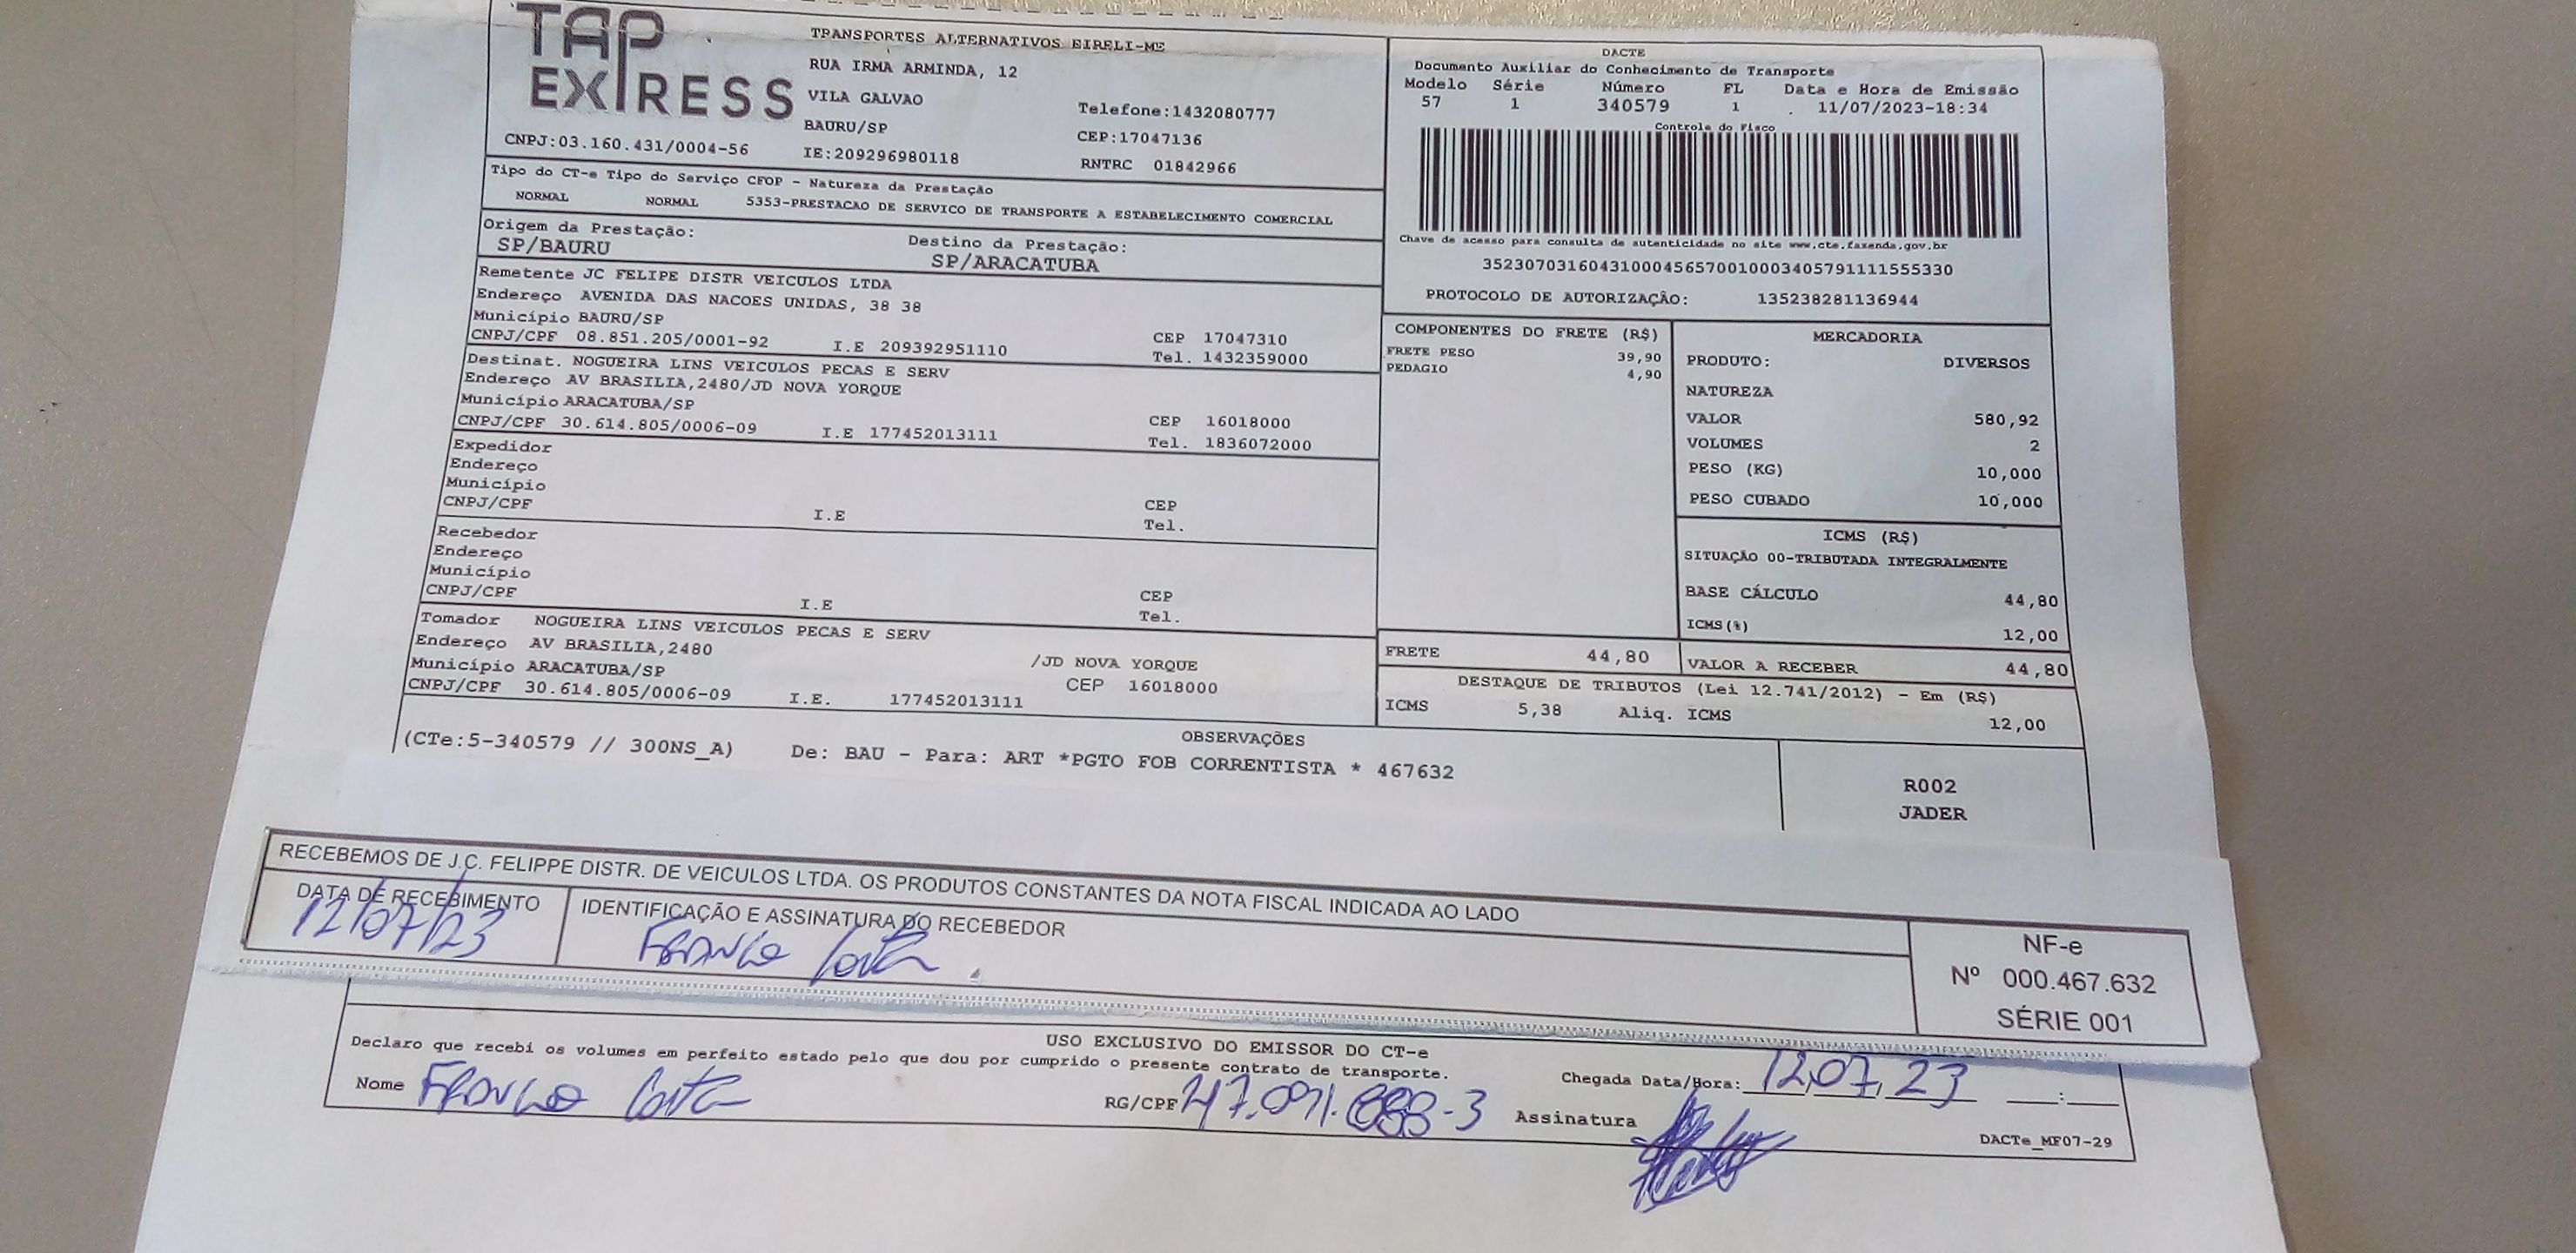 TAP EXPRESS
TRANSPORTES ALTERNATIVOS EIRELI-ME
RUA IRMA ARMINDA, 12
VILA GALVAO
Telefone:1432080777
BAURU/SP
CEP:17047136
CNPJ:03.160.431/0004-56
IE:209296980118
RNTRC 01842966
DACTE
Documento Auxiliar do Conhecimento de Transporte
Modelo Série Número FL Data e Hora de Emissão
57 1 340579 1 . 11/07/2023-18:34
Controle do Fisco
Chave de acesso para consulta de autenticidade no site www.cte.fazenda.gov.br
35230703160431000456570010003405791111555330
PROTOCOLO DE AUTORIZAÇÃO: 135238281136944
Tipo do CT-e Tipo do Serviço CFOP - Natureza da Prestação
NORMAL NORMAL 5353-PRESTACAO DE SERVICO DE TRANSPORTE A ESTABELECIMENTO COMERCIAL
Origem da Prestação: Destino da Prestação:
SP/BAURU SP/ARACATUBA
Remetente JC FELIPE DISTR VEICULOS LTDA
Endereço AVENIDA DAS NACOES UNIDAS, 38 38
Município BAURU/SP CEP 17047310
CNPJ/CPF 08.851.205/0001-92 I.E 209392951110 Tel. 1432359000
Destinat. NOGUEIRA LINS VEICULOS PECAS E SERV
Endereço AV BRASILIA,2480/JD NOVA YORQUE
Município ARACATUBA/SP CEP 16018000
CNPJ/CPF 30.614.805/0006-09 I.E 177452013111 Tel. 1836072000
Expedidor
Endereço
Município CEP
CNPJ/CPF I.E Tel.
Recebedor
Endereço
Município CEP
CNPJ/CPF I.E Tel.
Tomador NOGUEIRA LINS VEICULOS PECAS E SERV
Endereço AV BRASILIA,2480 /JD NOVA YORQUE
Município ARACATUBA/SP CEP 16018000
CNPJ/CPF 30.614.805/0006-09 I.E. 177452013111
COMPONENTES DO FRETE (R$)
FRETE PESO 39,90
PEDAGIO 4,90
MERCADORIA
PRODUTO: DIVERSOS
NATUREZA
VALOR 580,92
VOLUMES 2
PESO (KG) 10,000
PESO CUBADO 10,000
ICMS (R$)
SITUAÇÃO 00-TRIBUTADA INTEGRALMENTE
BASE CÁLCULO 44,80
ICMS(%) 12,00
FRETE 44,80 VALOR A RECEBER 44,80
DESTAQUE DE TRIBUTOS (Lei 12.741/2012) - Em (R$)
ICMS 5,38 Aliq. ICMS 12,00
OBSERVAÇÕES
(CTe:5-340579 // 300NS_A) De: BAU - Para: ART *PGTO FOB CORRENTISTA * 467632
R002
JADER
RECEBEMOS DE J.C. FELIPPE DISTR. DE VEICULOS LTDA. OS PRODUTOS CONSTANTES DA NOTA FISCAL INDICADA AO LADO
DATA DE RECEBIMENTO IDENTIFICAÇÃO E ASSINATURA DO RECEBEDOR
12/07/23
NF-e
Nº 000.467.632
SÉRIE 001
USO EXCLUSIVO DO EMISSOR DO CT-e
Declaro que recebi os volumes em perfeito estado pelo que dou por cumprido o presente contrato de transporte.
Chegada Data/Hora: 12,07,23 :
Nome RG/CPF Assinatura
DACTe_MF07-29